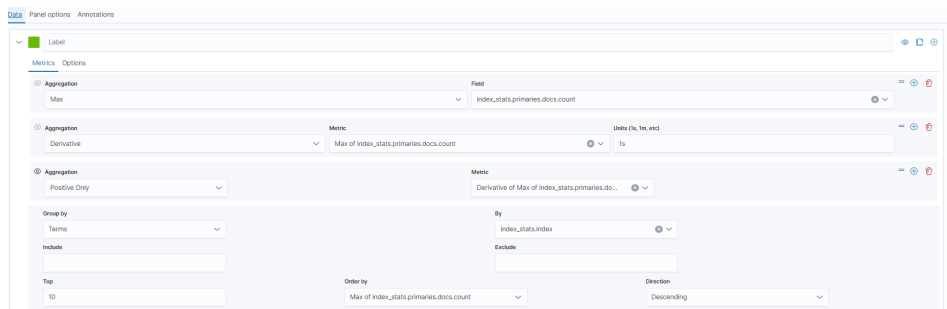 Data Panel options Annotations
Label
Metrics Options
Aggregation Field
Max index_stats.primaries.docs.count
Aggregation Metric Units (1s, 1m, etc)
Derivative Max of index_stats.primaries.docs.count 1s
Aggregation Metric
Positive Only Derivative of Max of index_stats.primaries.do...
Group by By
Terms index_stats.index
Include Exclude
Top Order by Direction
10 Max of index_stats.primaries.docs.count Descending